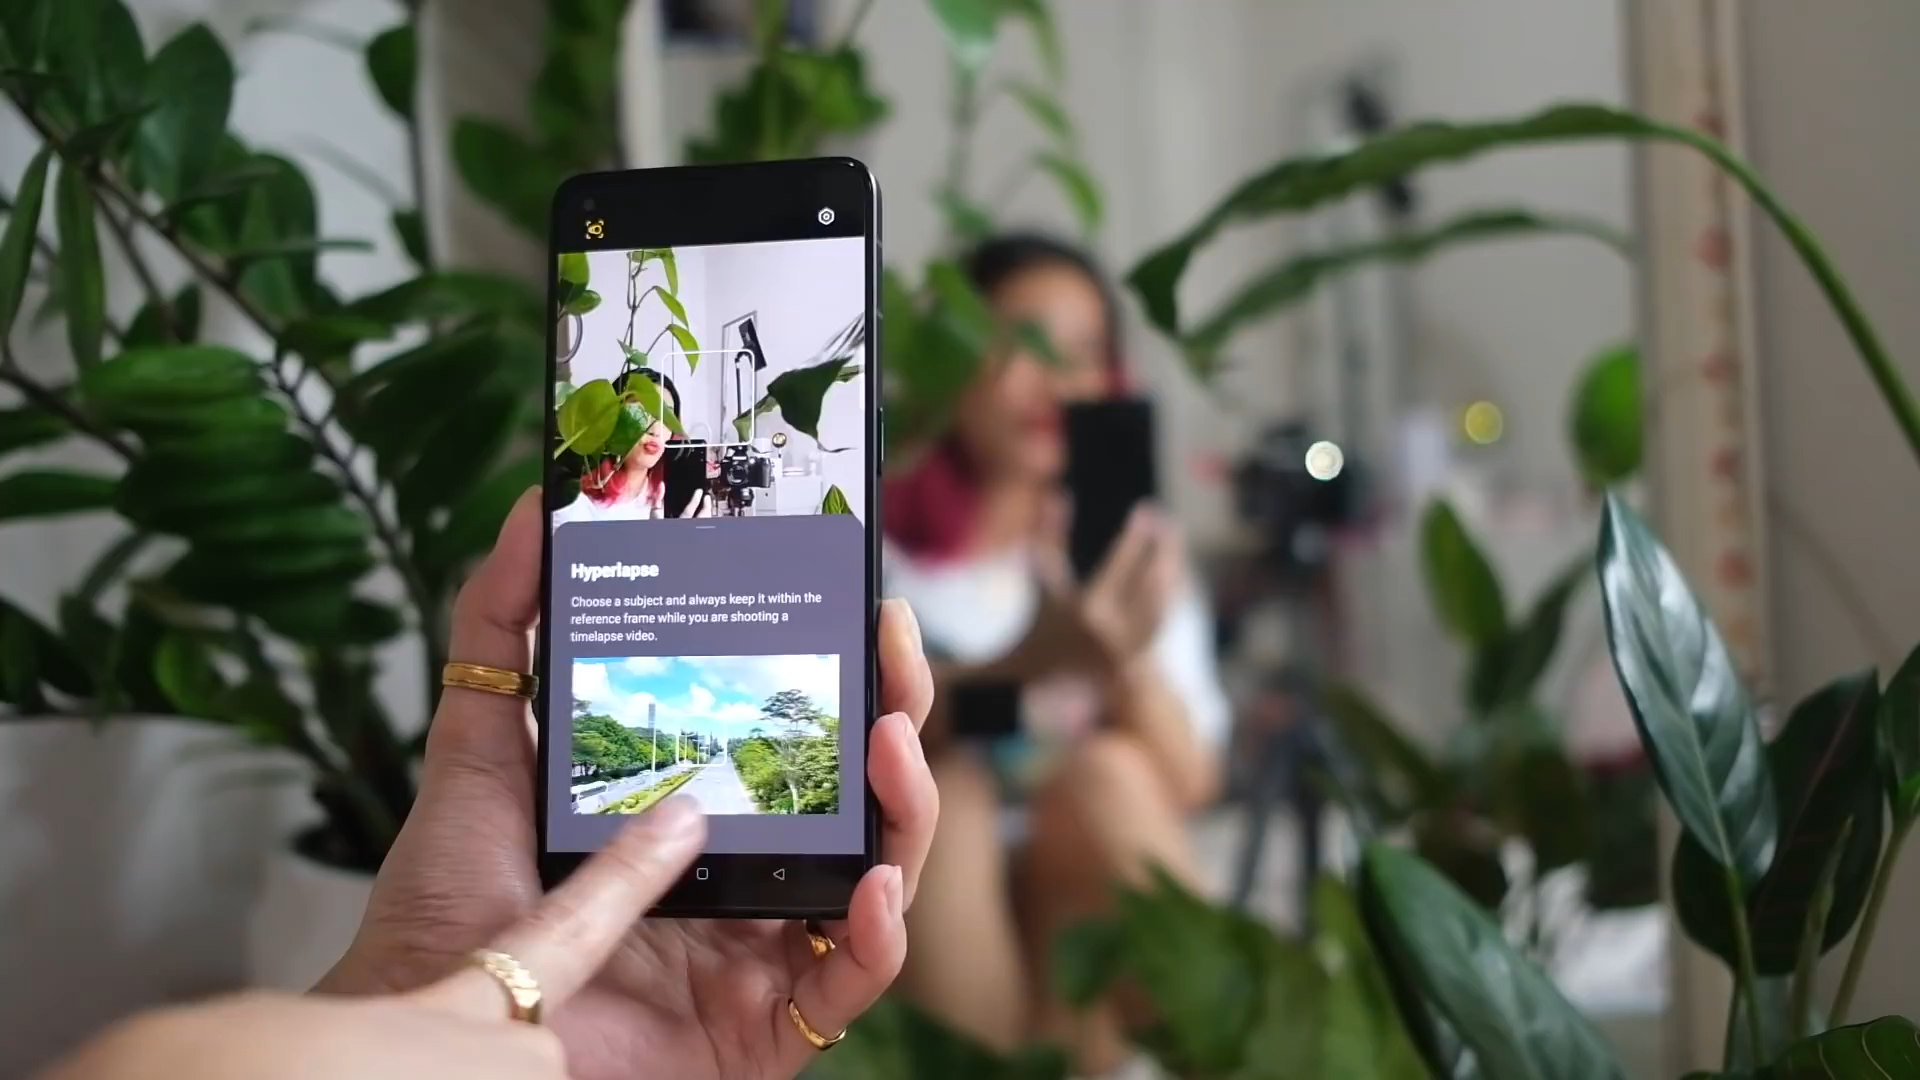 Hyperlapse
Choose a subject and always keep it within the
reference frame while you are shooting a
timelapse video.